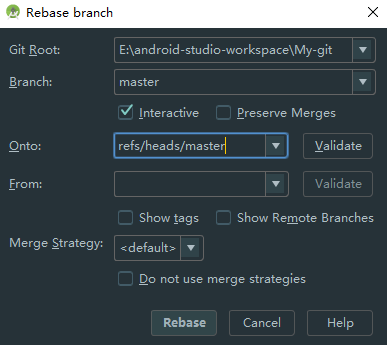 Rebase branch
Git Root: E:\android-studio-workspace\My-git
Branch: master
Interactive Preserve Merges
Onto: refs/heads/master Validate
From: Validate
Show tags Show Remote Branches
Merge Strategy: <default>
Do not use merge strategies
Rebase Cancel Help